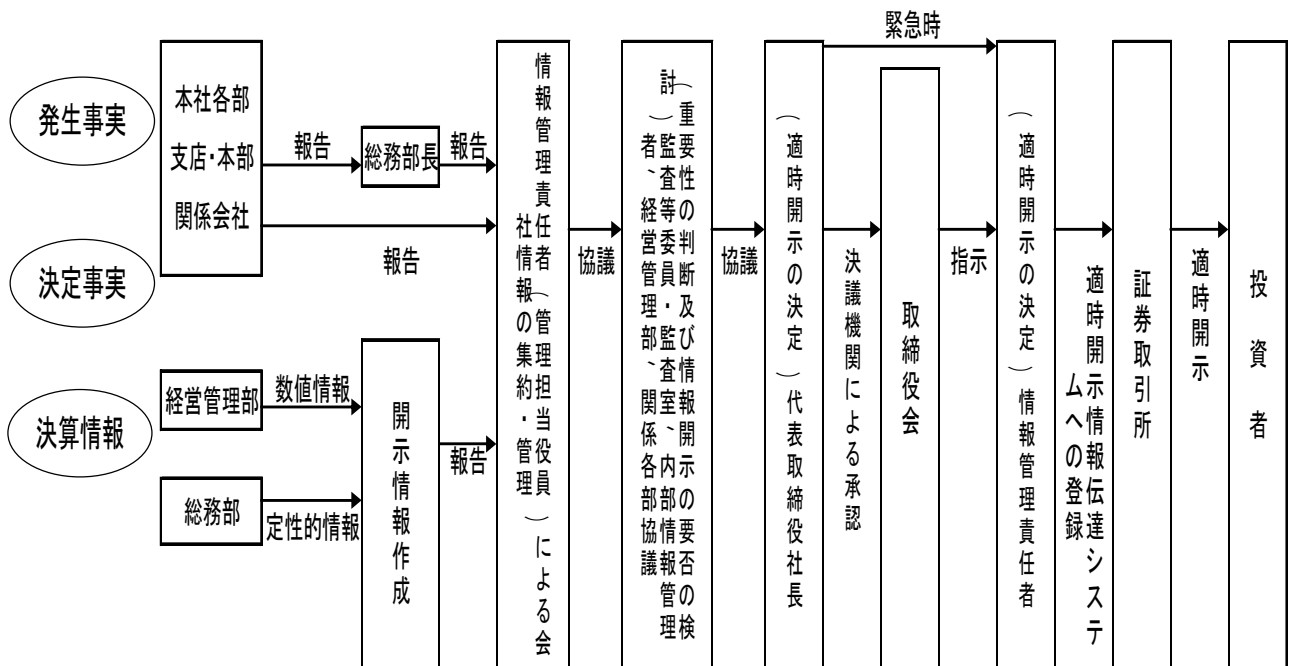 緊急時
発生事実
決定事実
決算情報
本社各部
支店・本部
関係会社
報告
総務部長
報告
報告
経営管理部
数値情報
総務部
定性的情報
開示情報作成
報告
情報管理責任者（管理担当役員）による会
社情報の集約・管理
協議
（重要性の判断及び情報開示の要否の検
討）監査等委員・監査室、内部情報管理
者、経営管理部、関係各部協議
協議
（適時開示の決定）代表取締役社長
決議機関による承認
取締役会
指示
（適時開示の決定）情報管理責任者
適時開示情報伝達システ
ムへの登録
証券取引所
適時開示
投資者